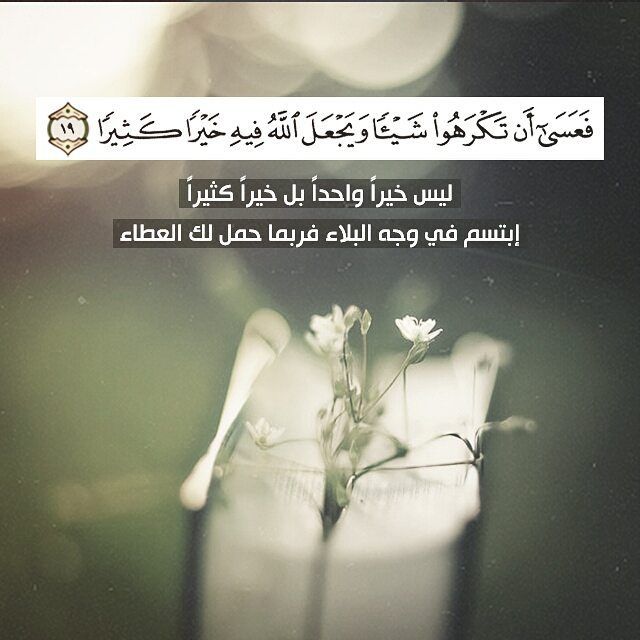 فَعَسَىٰٓ أَن تَكْرَهُوا۟ شَيْـًٔا وَيَجْعَلَ ٱللَّهُ فِيهِ خَيْرًا كَثِيرًا ١٩
ليس خيراً واحداً بل خيراً كثيراً
إبتسم في وجه البلاء فربما حمل لك العطاء